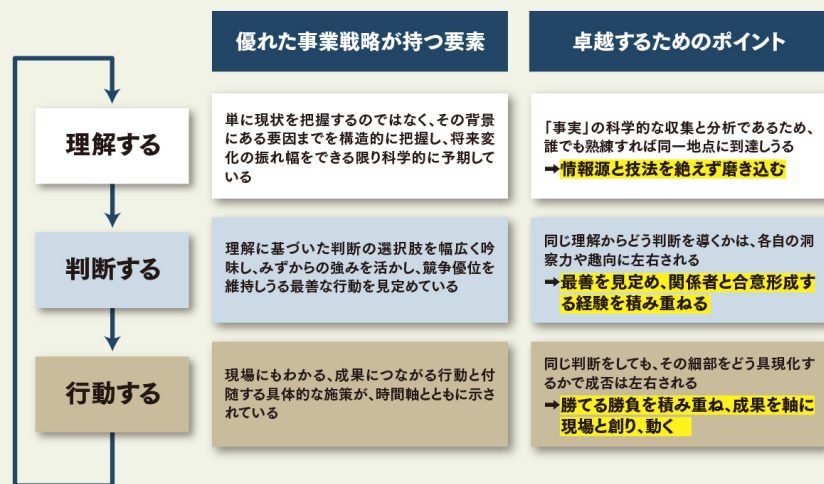 優れた事業戦略が持つ要素
卓越するためのポイント
理解する
単に現状を把握するのではなく、その背景
にある要因までを構造的に把握し、将来変
化の振れ幅をできる限り科学的に予期して
いる
「事実」の科学的な収集と分析であるため、
誰でも熟練すれば同一地点に到達しうる
➡情報源と技法を絶えず磨き込む
判断する
理解に基づいた判断の選択肢を幅広く吟
味し、みずからの強みを活かし、競争優位を
維持しうる最善な行動を見定めている
同じ理解からどう判断を導くかは、各自の洞
察力や趣向に左右される
➡最善を見定め、関係者と合意形成す
る経験を積み重ねる
行動する
現場にもわかる、成果につながる行動と付
随する具体的な施策が、時間軸とともに示さ
れている
同じ判断をしても、その細部をどう具現化す
るかで成否は左右される
➡勝てる勝負を積み重ね、成果を軸に
現場と創り、動く